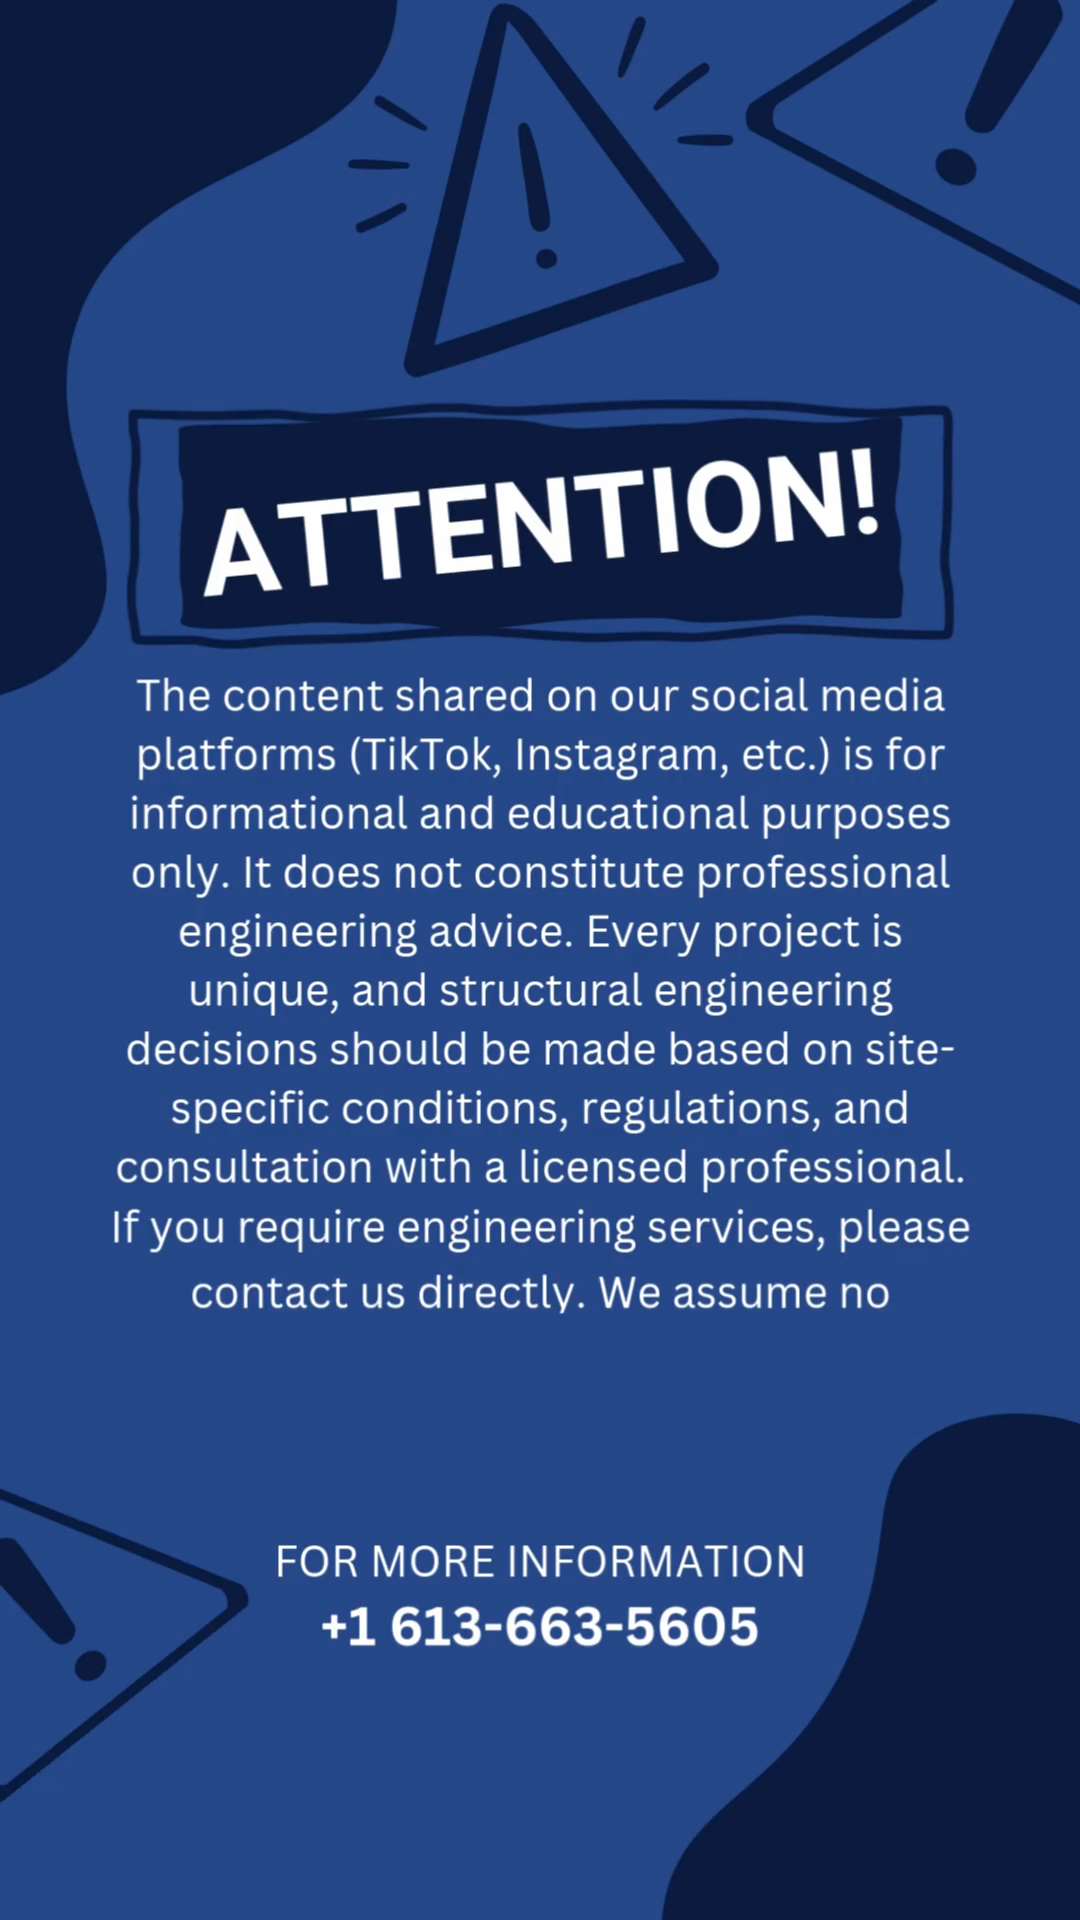 ATTENTION!
The content shared on our social media
platforms (TikTok, Instagram, etc.) is for
informational and educational purposes
only. It does not constitute professional
engineering advice. Every project is
unique, and structural engineering
decisions should be made based on site-
specific conditions, regulations, and
consultation with a licensed professional.
If you require engineering services, please
contact us directly. We assume no
FOR MORE INFORMATION
+1 613-663-5605